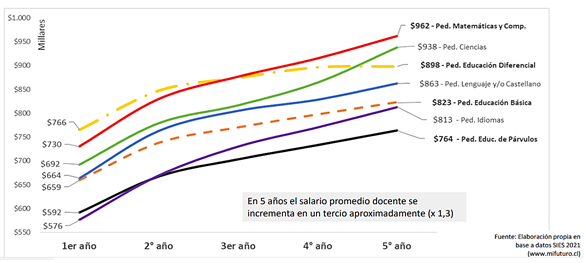 $1.000
$950
$900
$850
$800
$750
$700
$650
$600
$550
Millares
$766
$730
$692
$664
$659
$592
$576
$962 - Ped. Matemáticas y Comp.
$938 - Ped. Ciencias
$898 - Ped. Educación Diferencial
$863 - Ped. Lenguaje y/o Castellano
$823 - Ped. Educación Básica
$813 - Ped. Idiomas
$764 - Ped. Educ. de Párvulos
En 5 años el salario promedio docente se
incrementa en un tercio aproximadamente (x 1,3)
1er año
2º año
3er año
4º año
5º año
Fuente: Elaboración propia en
base a datos SIES 2021
(www.mifuturo.cl)